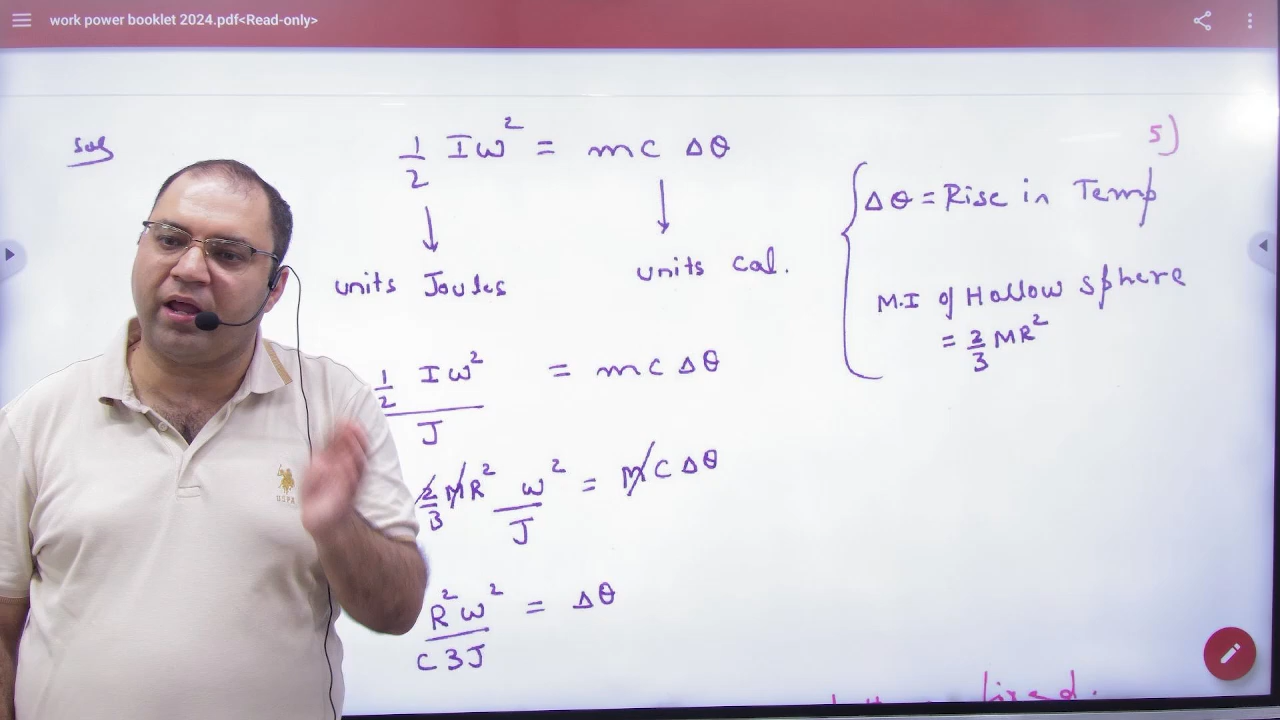 work power booklet 2024.pdf<Read-only>
Sol
1/2 Iω² = mc Δθ
units Joules
units cal.
5)
Δθ = Rise in Temp
M.I of Hollow sphere
= 2/3 MR²
1/2 Iω² / J = mc Δθ
2/3 MR² ω² / J = M C Δθ
R²ω² / C 3J = Δθ
fixed.
USPA